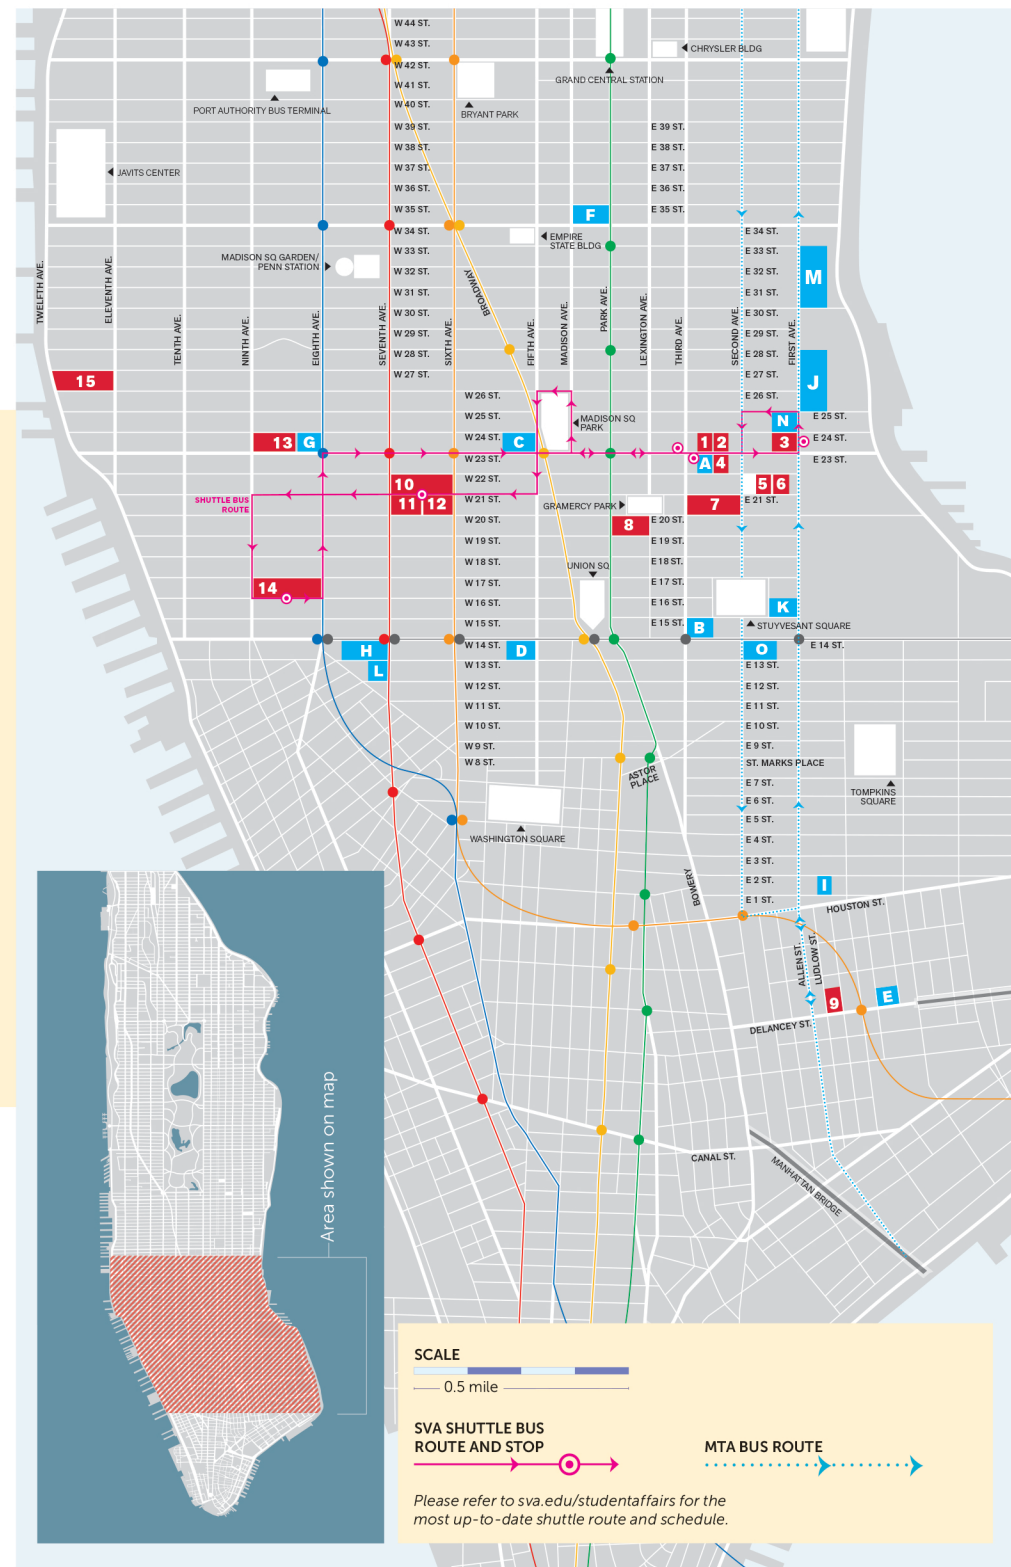 W 44 ST.
W 43 ST.
CHRYSLER BLDG
W 42 ST.
GRAND CENTRAL STATION
W 41 ST.
W 40 ST.
PORT AUTHORITY BUS TERMINAL
BRYANT PARK
W 39 ST.
E 39 ST.
W 38 ST.
E 38 ST.
W 37 ST.
E 37 ST.
JAVITS CENTER
W 36 ST.
E 36 ST.
W 35 ST.
F
E 35 ST.
W 34 ST.
E 34 ST.
EMPIRE
STATE BLDG
MADISON SQ GARDEN/
PENN STATION
W 33 ST.
E 33 ST.
W 32 ST.
E 32 ST.
M
W 31 ST.
E 31 ST.
W 30 ST.
E 30 ST.
W 29 ST.
E 29 ST.
W 28 ST.
E 28 ST.
W 27 ST.
E 27 ST.
TWELFTH AVE.
ELEVENTH AVE.
TENTH AVE.
NINTH AVE.
EIGHTH AVE.
SEVENTH AVE.
SIXTH AVE.
BROADWAY
FIFTH AVE.
MADISON AVE.
PARK AVE.
LEXINGTON AVE.
THIRD AVE.
SECOND AVE.
FIRST AVE.
15
J
W 26 ST.
E 26 ST.
W 25 ST.
MADISON SQ
PARK
N
E 25 ST.
13
G
W 24 ST.
C
1
2
3
E 24 ST.
W 23 ST.
A
4
E 23 ST.
10
W 22 ST.
5
6
SHUTTLE BUS
ROUTE
11
12
W 21 ST.
GRAMERCY PARK
7
E 21 ST.
W 20 ST.
8
E 20 ST.
W 19 ST.
E 19 ST.
W 18 ST.
UNION SQ
E 18 ST.
14
W 17 ST.
E 17 ST.
W 16 ST.
E 16 ST.
K
W 15 ST.
E 15 ST.
B
STUYVESANT SQUARE
H
W 14 ST.
D
O
E 14 ST.
L
W 13 ST.
E 13 ST.
W 12 ST.
E 12 ST.
W 11 ST.
E 11 ST.
W 10 ST.
E 10 ST.
W 9 ST.
E 9 ST.
W 8 ST.
ST. MARKS PLACE
ASTOR
PLACE
E 7 ST.
TOMPKINS
SQUARE
E 6 ST.
E 5 ST.
WASHINGTON SQUARE
E 4 ST.
E 3 ST.
E 2 ST.
I
BOWERY
E 1 ST.
HOUSTON ST.
ALLEN ST.
LUDLOW ST.
9
E
DELANCEY ST.
CANAL ST.
MANHATTAN BRIDGE
Area shown on map
SCALE
0.5 mile
SVA SHUTTLE BUS
ROUTE AND STOP
MTA BUS ROUTE
Please refer to sva.edu/studentaffairs for the
most up-to-date shuttle route and schedule.